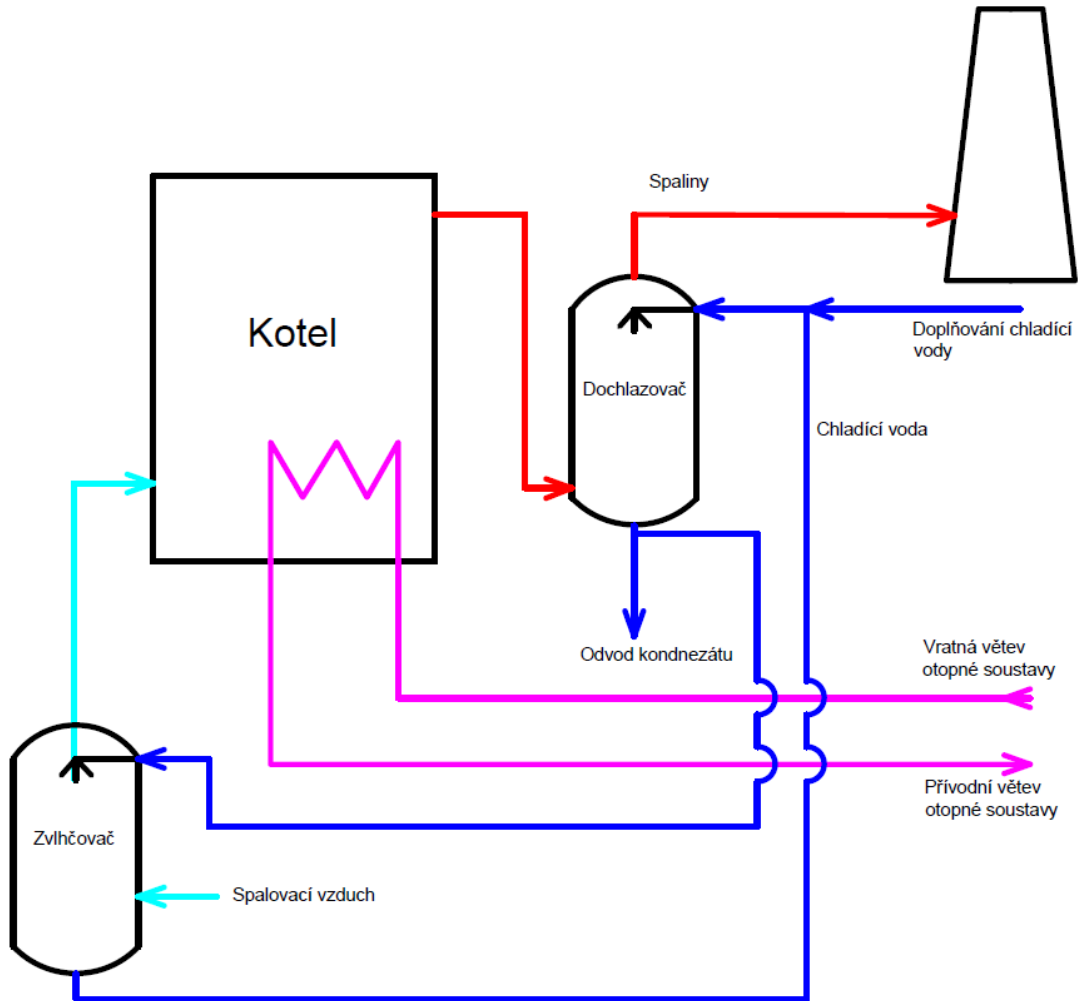 Spaliny
Kotel
Doplňování chladící
vody
Dochlazovač
Chladící voda
Odvod kondnezátu
Vratná větev
otopné soustavy
Přívodní větev
otopné soustavy
Zvlhčovač
Spalovací vzduch